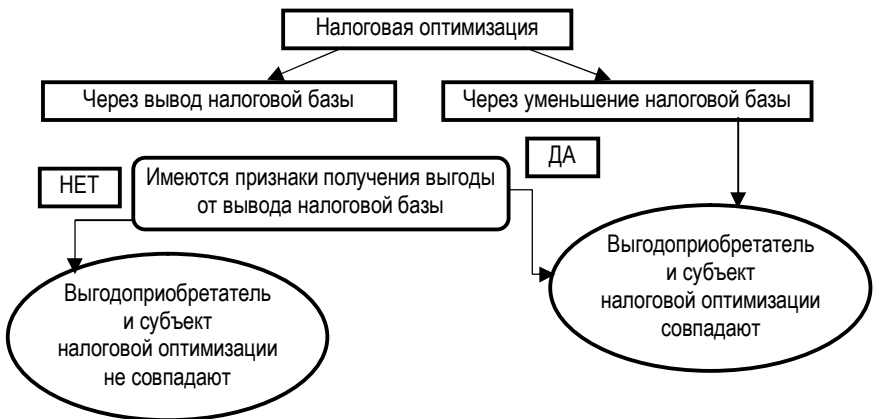 Налоговая оптимизация
Через вывод налоговой базы
Через уменьшение налоговой базы
НЕТ
Имеются признаки получения выгоды
от вывода налоговой базы
ДА
Выгодоприобретатель
и субъект
налоговой оптимизации
совпадают
Выгодоприобретатель
и субъект
налоговой оптимизации
не совпадают